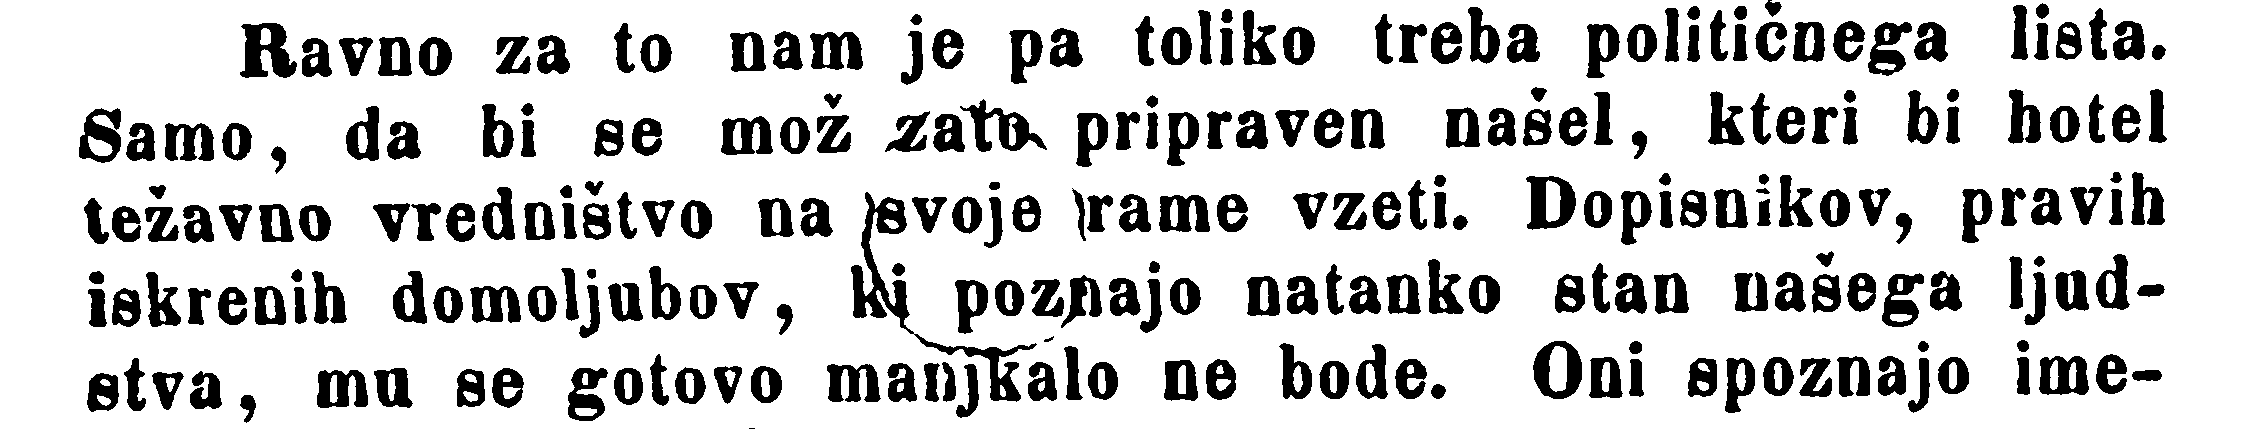 Ravno za to nam je pa toliko treba političnega lista.
Samo, da bi se mož zato pripraven našel, kteri bi hotel
težavno vredništvo na svoje rame vzeti. Dopisnikov, pravih
iskrenih domoljubov, ki poznajo natanko stan našega ljud-
stva, mu se gotovo manjkalo ne bode. Oni spoznajo ime-